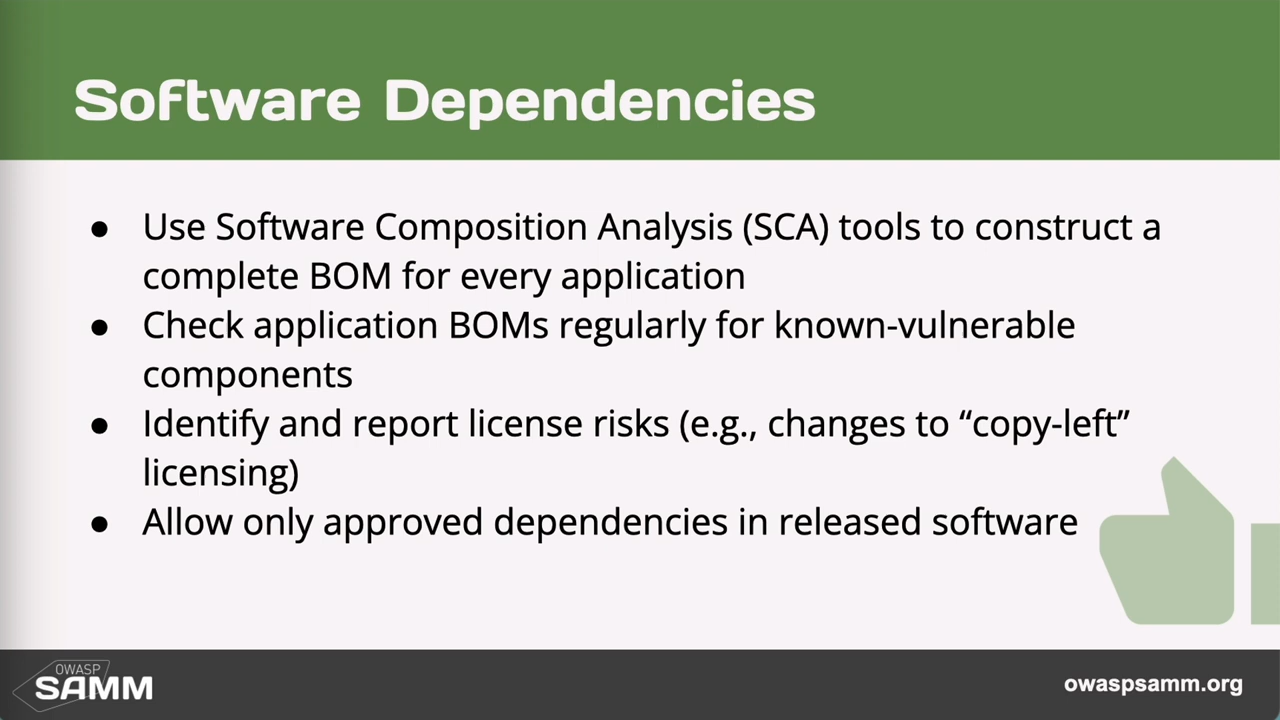 Software Dependencies
● Use Software Composition Analysis (SCA) tools to construct a
complete BOM for every application
● Check application BOMs regularly for known-vulnerable
components
● Identify and report license risks (e.g., changes to “copy-left”
licensing)
● Allow only approved dependencies in released software
OWASP
SAMM
owaspsamm.org